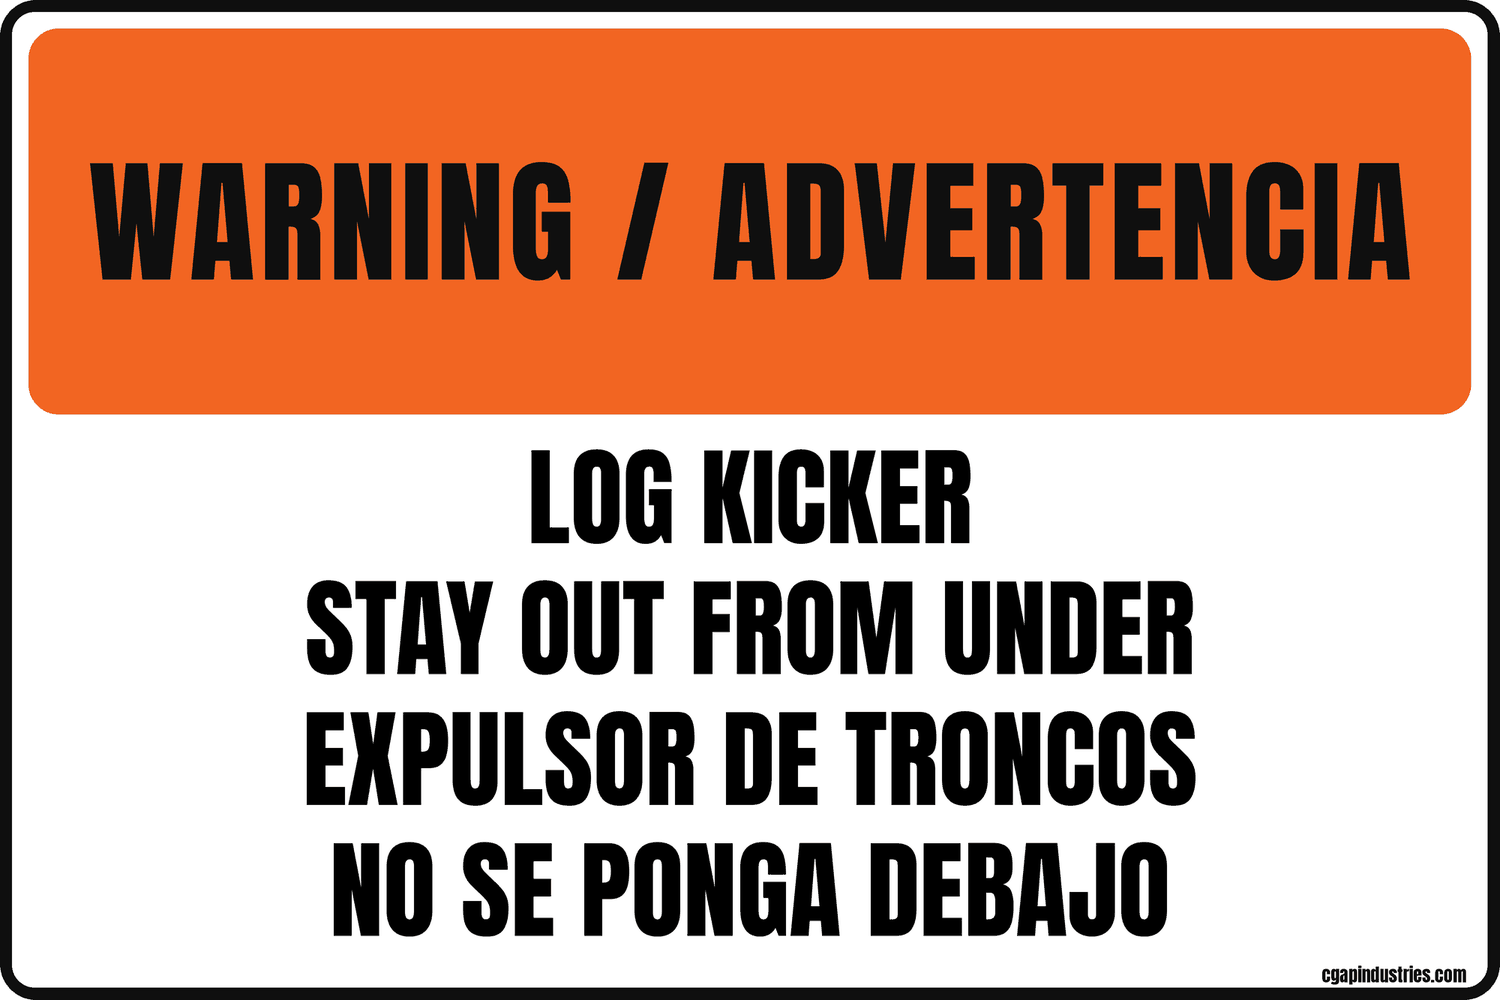 WARNING / ADVERTENCIA
LOG KICKER
STAY OUT FROM UNDER
EXPULSOR DE TRONCOS
NO SE PONGA DEBAJO
cgapindustries.com